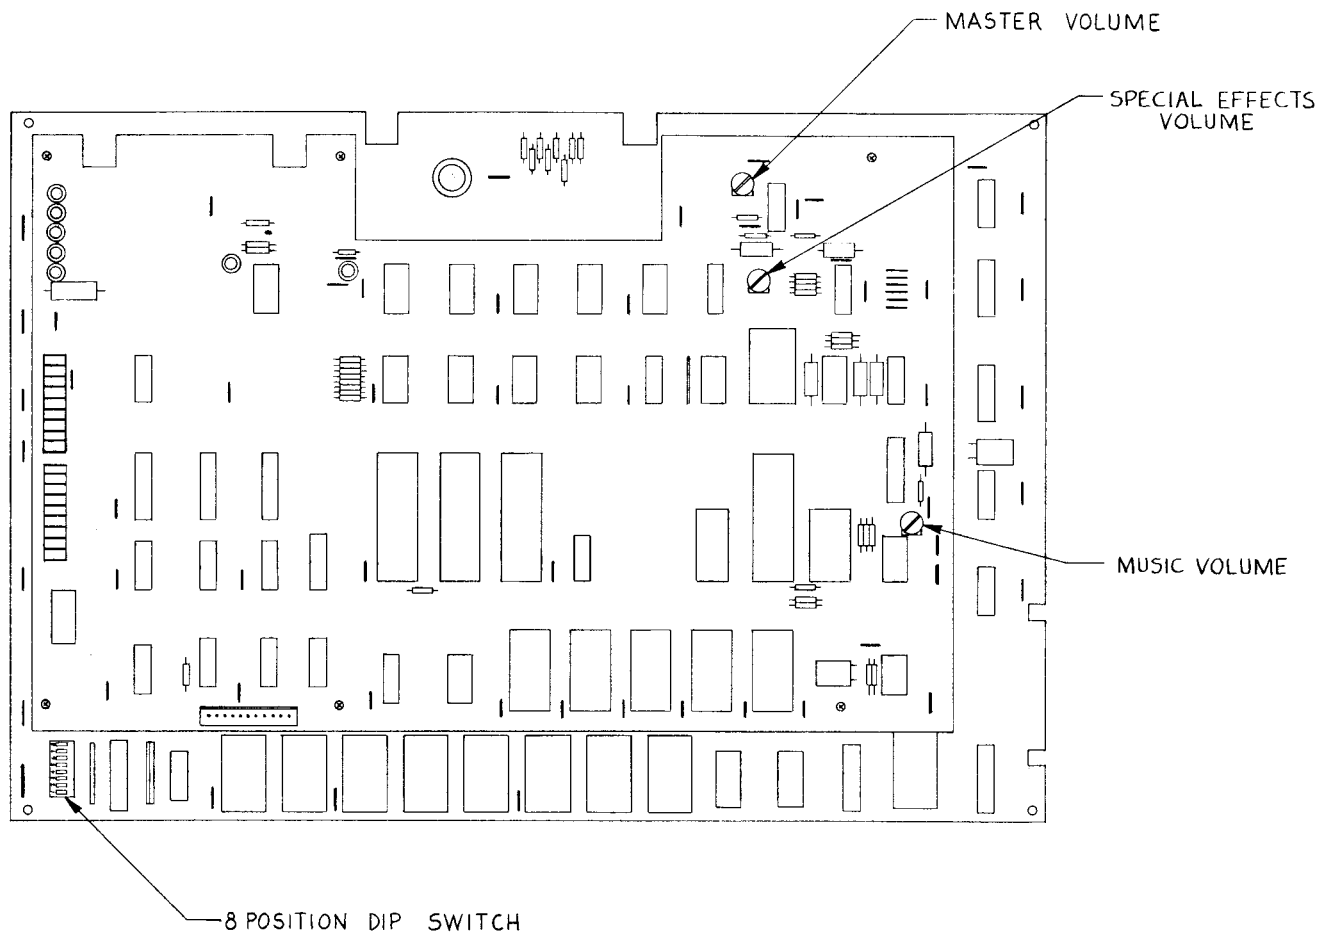 MASTER VOLUME
SPECIAL EFFECTS
VOLUME
MUSIC VOLUME
8 POSITION DIP SWITCH